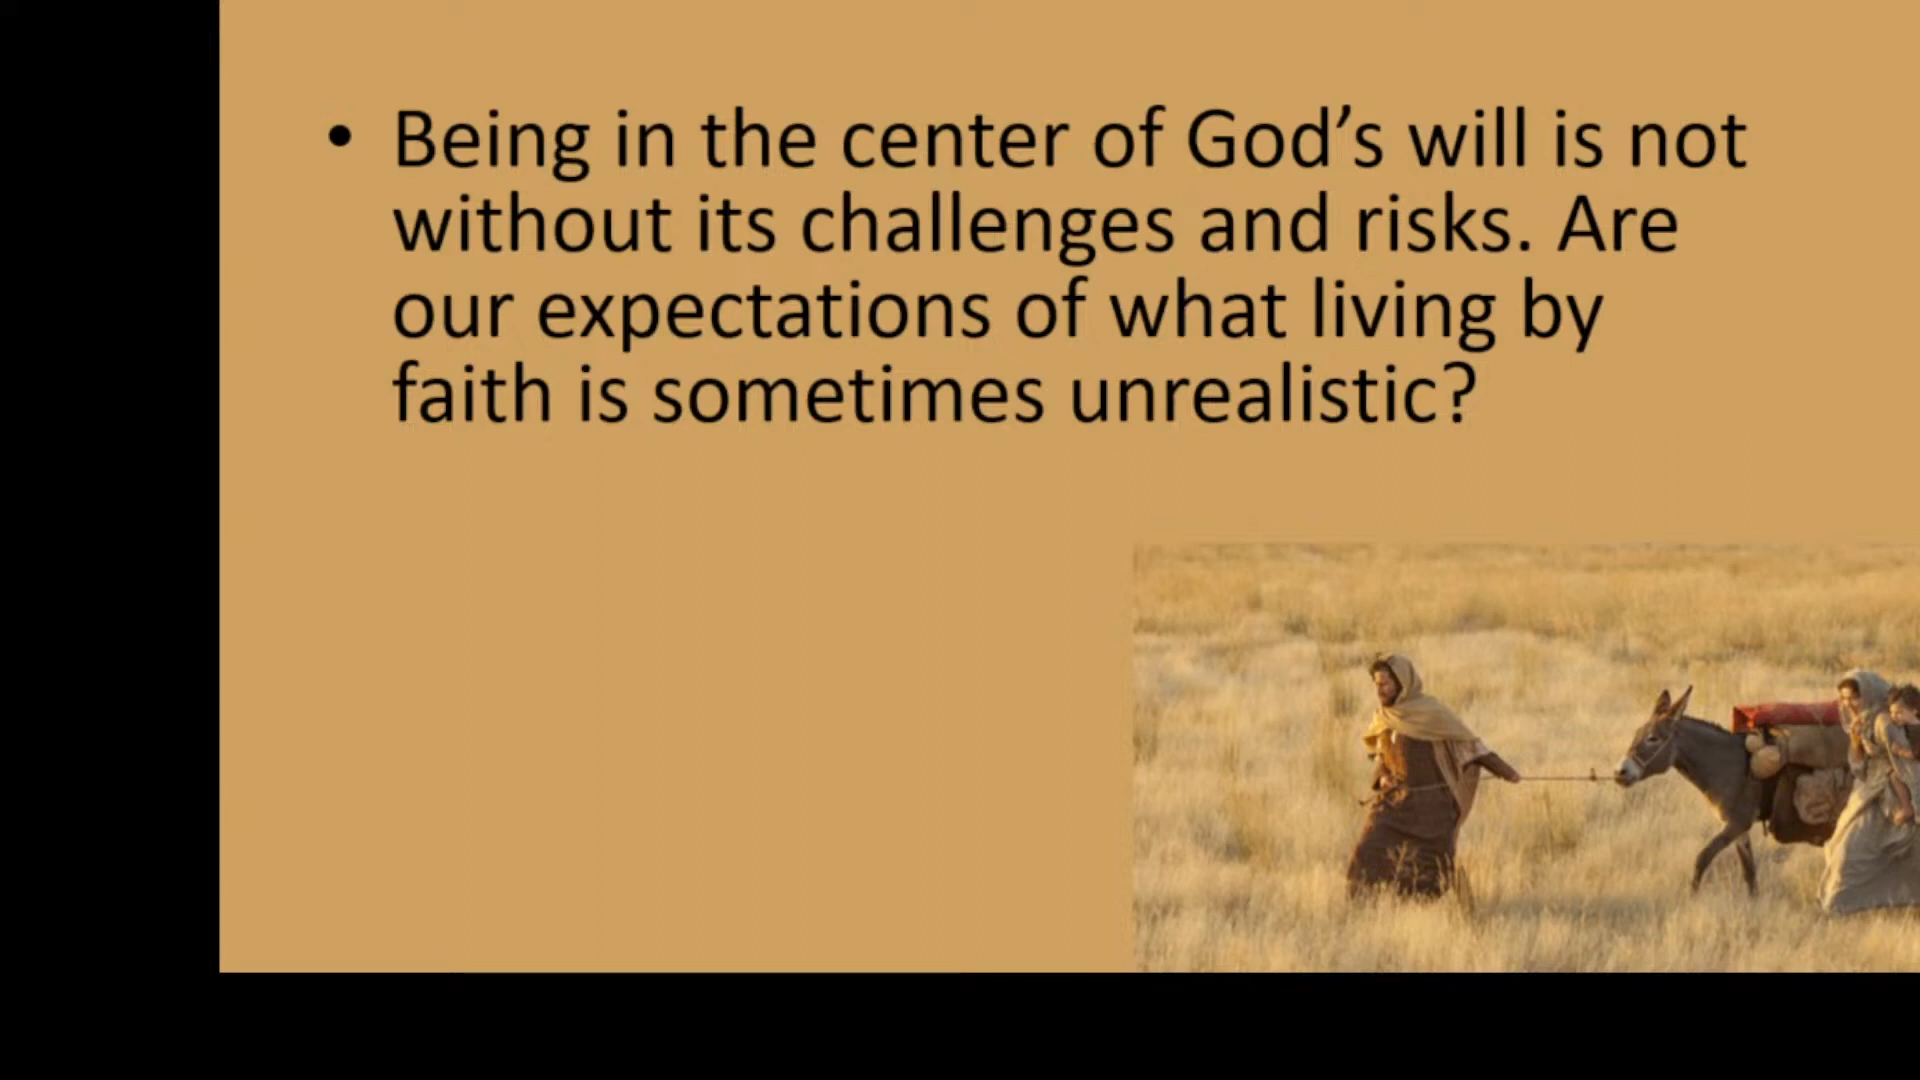 • Being in the center of God’s will is not
without its challenges and risks. Are
our expectations of what living by
faith is sometimes unrealistic?